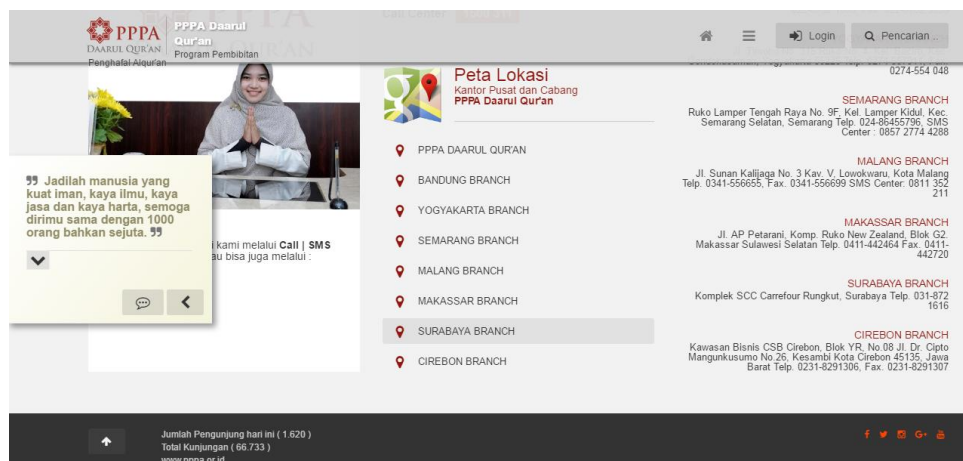 PPPA
DAARUL QUR'AN
Penghafal Alqur'an
PPPA Daarul
Qur'an
Program Pembibitan
Call Center
Login
Pencarian ..
Jadilah manusia yang
kuat iman, kaya ilmu, kaya
jasa dan kaya harta, semoga
dirimu sama dengan 1000
orang bahkan sejuta.
i kami melalui Call | SMS
au bisa juga melalui :
Peta Lokasi
Kantor Pusat dan Cabang
PPPA Daarul Qur'an
PPPA DAARUL QUR'AN
BANDUNG BRANCH
YOGYAKARTA BRANCH
SEMARANG BRANCH
MALANG BRANCH
MAKASSAR BRANCH
SURABAYA BRANCH
CIREBON BRANCH
0274-554 048
SEMARANG BRANCH
Ruko Lamper Tengah Raya No. 9F, Kel. Lamper Kidul, Kec.
Semarang Selatan, Semarang Telp. 024-86455796, SMS
Center : 0857 2774 4288
MALANG BRANCH
Jl. Sunan Kalijaga No. 3 Kav. V, Lowokwaru, Kota Malang
Telp. 0341-556655, Fax. 0341-556699 SMS Center: 0811 352
211
MAKASSAR BRANCH
Jl. AP Petarani, Komp. Ruko New Zealand, Blok G2.
Makassar Sulawesi Selatan Telp. 0411-442464 Fax. 0411-
442720
SURABAYA BRANCH
Komplek SCC Carrefour Rungkut, Surabaya Telp. 031-872
1616
CIREBON BRANCH
Kawasan Bisnis CSB Cirebon, Blok YR, No.08 Jl. Dr. Cipto
Mangunkusumo No.26, Kesambi Kota Cirebon 45135, Jawa
Barat Telp. 0231-8291306, Fax. 0231-8291307
Jumlah Pengunjung hari ini ( 1.620 )
Total Kunjungan ( 66.733 )
www.pppa.or.id